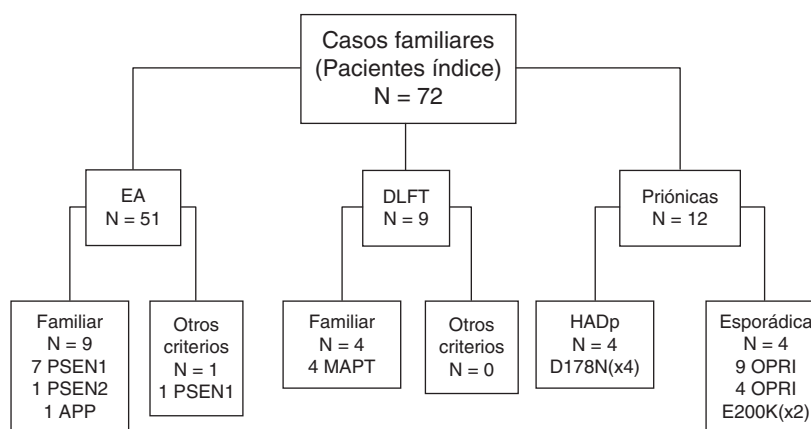 Casos familiares
(Pacientes índice)
N = 72
EA
N = 51
DLFT
N = 9
Priónicas
N = 12
Familiar
N = 9
7 PSEN1
1 PSEN2
1 APP
Otros
criterios
N = 1
1 PSEN1
Familiar
N = 4
4 MAPT
Otros
criterios
N = 0
HADp
N = 4
D178N(x4)
Esporádica
N = 4
9 OPRI
4 OPRI
E200K(x2)